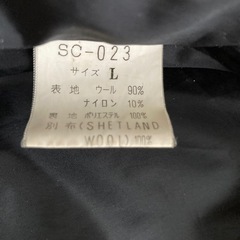 SC-023
サイズ L
表地 ウール 90%
ナイロン 10%
裏地 ポリエステル 100%
別布(SHETLAND
WOOL) 100%